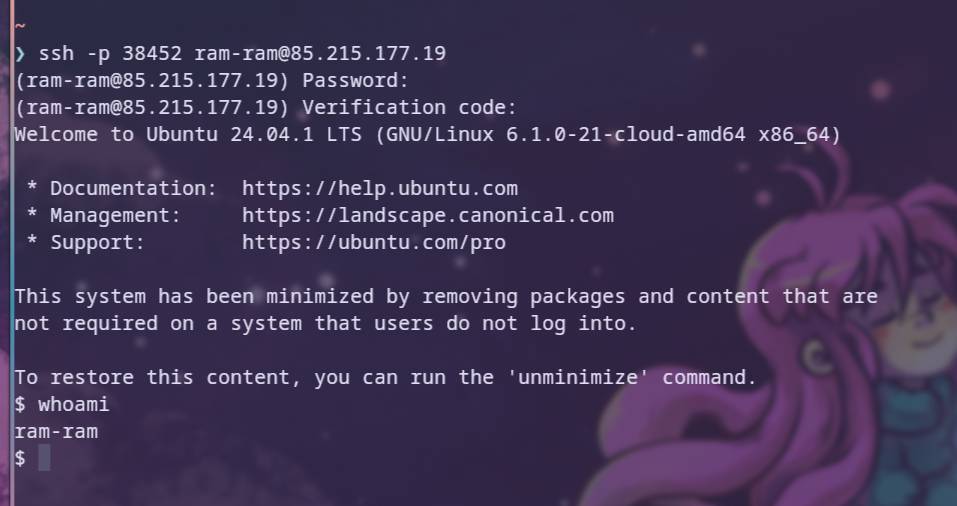 ~
❯ ssh -p 38452 ram-ram@85.215.177.19
(ram-ram@85.215.177.19) Password:
(ram-ram@85.215.177.19) Verification code:
Welcome to Ubuntu 24.04.1 LTS (GNU/Linux 6.1.0-21-cloud-amd64 x86_64)
* Documentation: https://help.ubuntu.com
* Management: https://landscape.canonical.com
* Support: https://ubuntu.com/pro
This system has been minimized by removing packages and content that are
not required on a system that users do not log into.
To restore this content, you can run the 'unminimize' command.
$ whoami
ram-ram
$